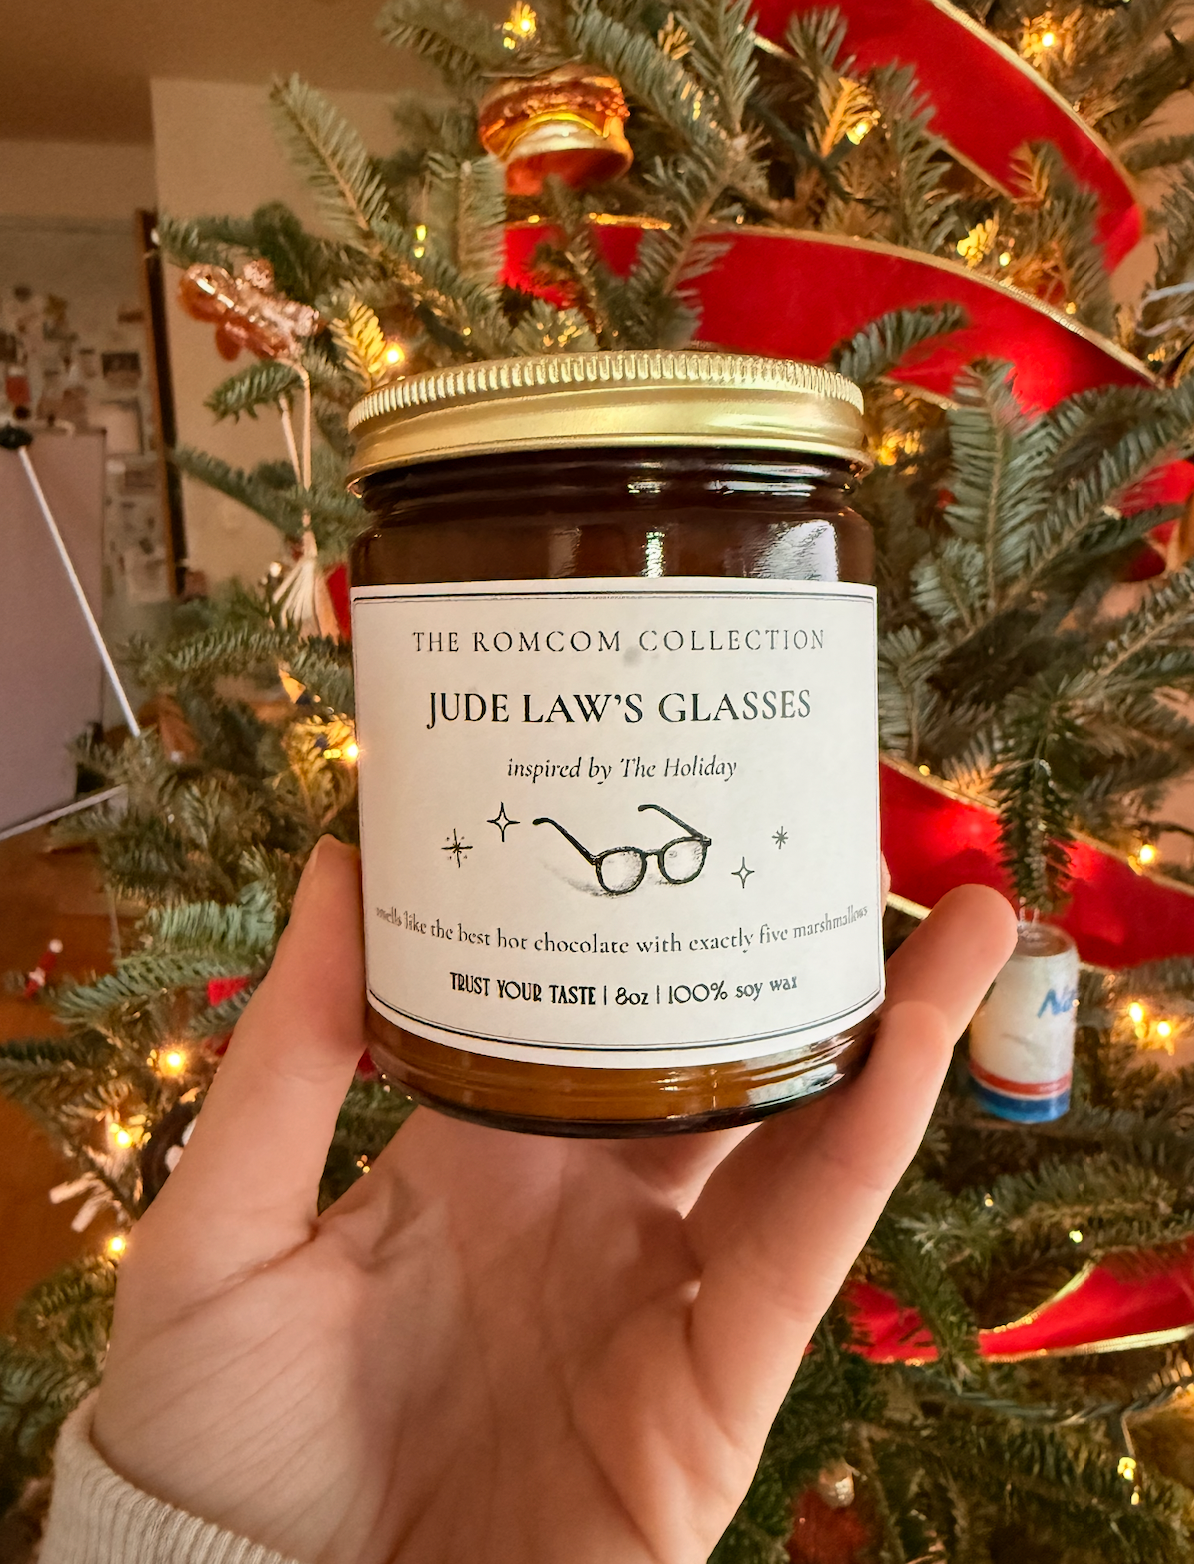 THE ROMCOM COLLECTION
JUDE LAW'S GLASSES
inspired by The Holiday
smells like the best hot chocolate with exactly five marshmallows
TRUST YOUR TASTE | 8oz | 100% soy wax